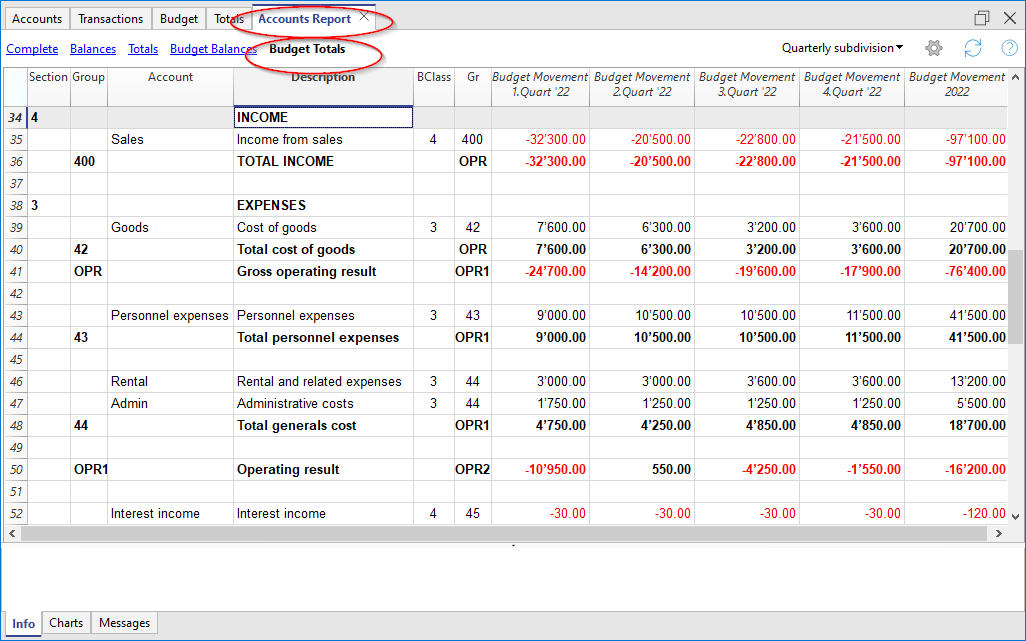 Accounts Transactions Budget Totals Accounts Report
Complete Balances Totals Budget Balances Budget Totals Quarterly subdivision
Section Group Account Description BClass Gr Budget Movement Budget Movement Budget Movement Budget Movement Budget Movement
1.Quart '22 2.Quart '22 3.Quart '22 4.Quart '22 2022
34 4 INCOME
35 Sales Income from sales 4 400 -32'300.00 -20'500.00 -22'800.00 -21'500.00 -97'100.00
36 400 TOTAL INCOME OPR -32'300.00 -20'500.00 -22'800.00 -21'500.00 -97'100.00
37
38 3 EXPENSES
39 Goods Cost of goods 3 42 7'600.00 6'300.00 3'200.00 3'600.00 20'700.00
40 42 Total cost of goods OPR 7'600.00 6'300.00 3'200.00 3'600.00 20'700.00
41 OPR Gross operating result OPR1 -24'700.00 -14'200.00 -19'600.00 -17'900.00 -76'400.00
42
43 Personnel expenses Personnel expenses 3 43 9'000.00 10'500.00 10'500.00 11'500.00 41'500.00
44 43 Total personnel expenses OPR1 9'000.00 10'500.00 10'500.00 11'500.00 41'500.00
45
46 Rental Rental and related expenses 3 44 3'000.00 3'000.00 3'600.00 3'600.00 13'200.00
47 Admin Administrative costs 3 44 1'750.00 1'250.00 1'250.00 1'250.00 5'500.00
48 44 Total generals cost OPR1 4'750.00 4'250.00 4'850.00 4'850.00 18'700.00
49
50 OPR1 Operating result OPR2 -10'950.00 550.00 -4'250.00 -1'550.00 -16'200.00
51
52 Interest income Interest income 4 45 -30.00 -30.00 -30.00 -30.00 -120.00
Info Charts Messages